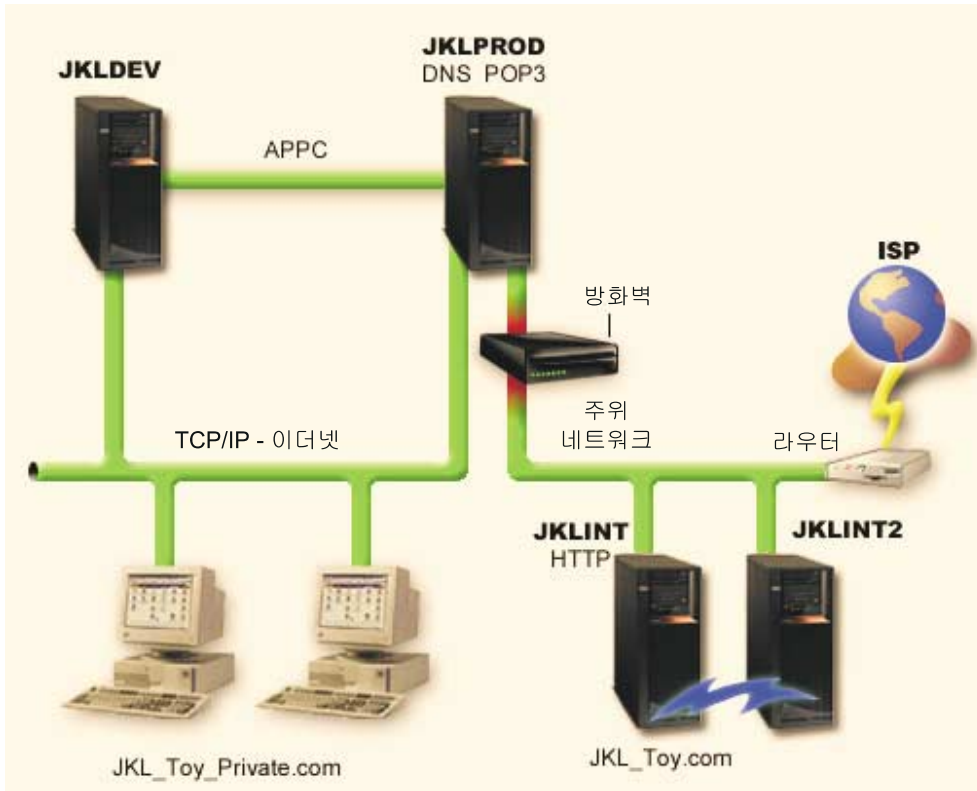 JKLDEV
JKLPROD
DNS POP3
APPC
ISP
방화벽
주위
네트워크
TCP/IP - 이더넷
라우터
JKLINT
HTTP
JKLINT2
JKL_Toy_Private.com
JKL_Toy.com